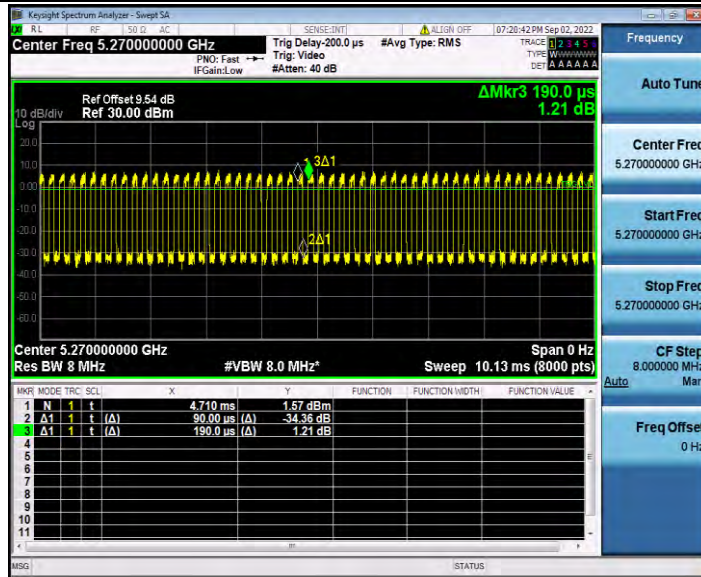 Keysight Spectrum Analyzer - Swept SA
RL RF 50 Ω AC SENSE:INT ALIGN OFF 07:20:42 PM Sep 02, 2022
Center Freq 5.270000000 GHz
PNO: Fast
IFGain:Low
Trig Delay-200.0 µs
Trig: Video
#Atten: 40 dB
#Avg Type: RMS
TRACE 1 2 3 4 5 6
TYPE W
DET A A A A A A
Ref Offset 9.54 dB
10 dB/div Ref 30.00 dBm
Log
ΔMkr3 190.0 µs
1.21 dB
20.0
10.0
0.00
-10.0
-20.0
-30.0
-40.0
-50.0
-60.0
3Δ1
2Δ1
Center 5.270000000 GHz Span 0 Hz
Res BW 8 MHz #VBW 8.0 MHz* Sweep 10.13 ms (8000 pts)
MKR MODE TRC SCL X Y FUNCTION FUNCTION WIDTH FUNCTION VALUE
1 N 1 t 4.710 ms 1.57 dBm
2 Δ1 1 t (Δ) 90.00 µs (Δ) -34.36 dB
3 Δ1 1 t (Δ) 190.0 µs (Δ) 1.21 dB
4
5
6
7
8
9
10
11
MSG STATUS
Frequency
Auto Tune
Center Freq
5.270000000 GHz
Start Freq
5.270000000 GHz
Stop Freq
5.270000000 GHz
CF Step
8.000000 MHz
Auto Man
Freq Offset
0 Hz